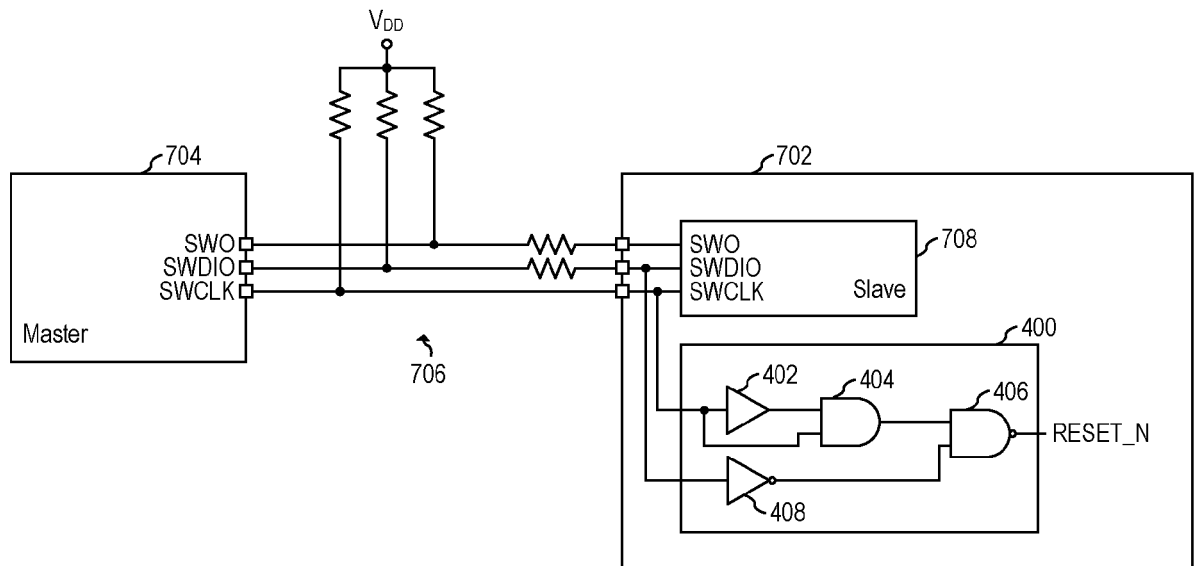 VDD
704
702
SWO
SWDIO
SWCLK
Master
706
SWO
SWDIO
SWCLK
Slave
708
400
402
404
406
408
RESET_N